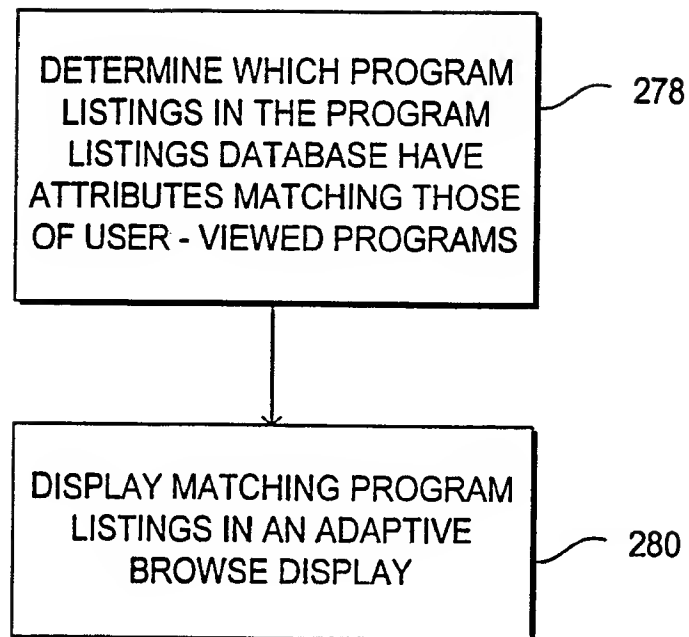 DETERMINE WHICH PROGRAM
LISTINGS IN THE PROGRAM
LISTINGS DATABASE HAVE
ATTRIBUTES MATCHING THOSE
OF USER - VIEWED PROGRAMS
278
DISPLAY MATCHING PROGRAM
LISTINGS IN AN ADAPTIVE
BROWSE DISPLAY
280